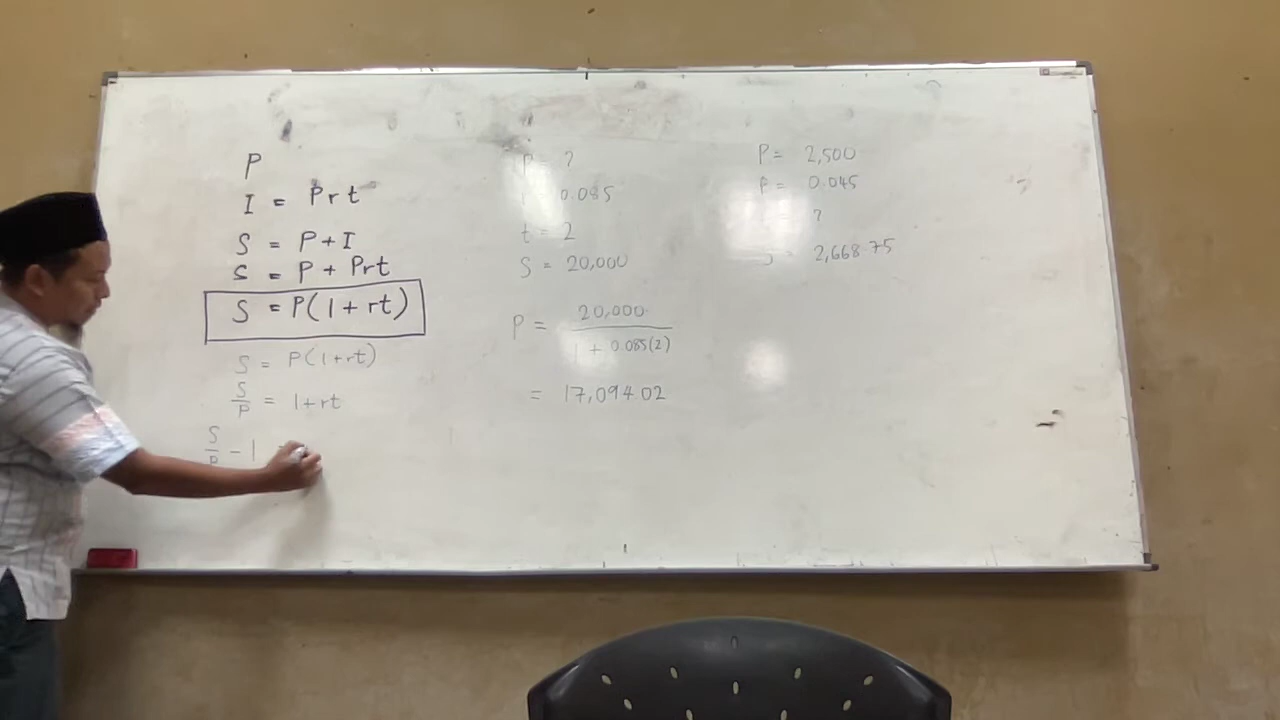 P
I = Prt
S = P + I
S = P + Prt
S = P(1 + rt)
S = P(1+rt)
S/P = 1+rt
S/P - 1
P = ?
0.085
t = 2
S = 20,000
P = 20,000 / 1 + 0.085(2)
= 17,094.02
P = 2,500
r = 0.045
?
S = 2,668.75